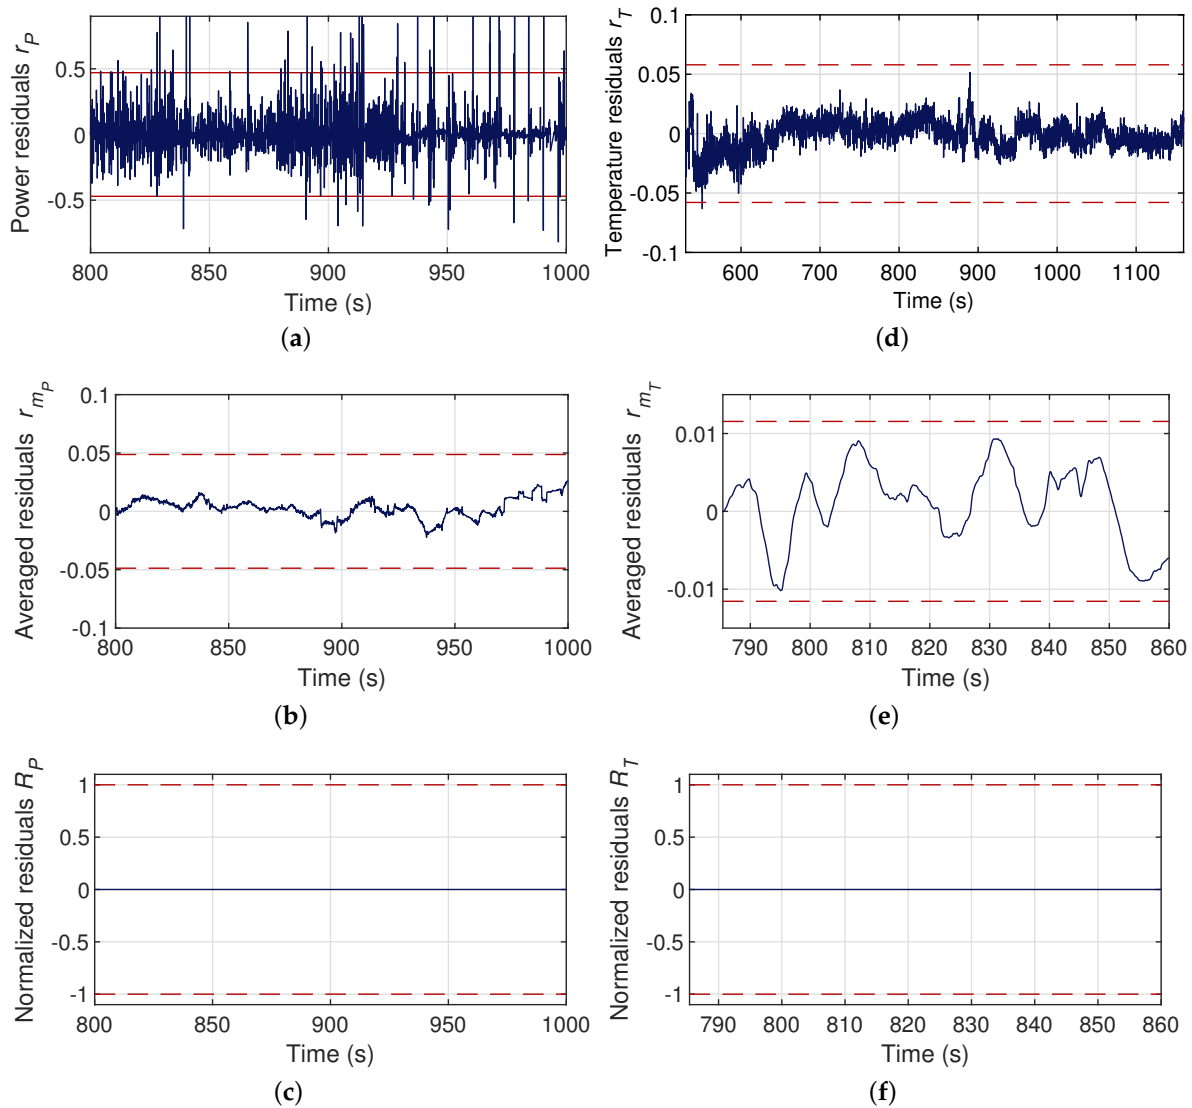 Power residuals r_P
0.5
0
-0.5
800 850 900 950 1000
Time (s)
(a)
Temperature residuals r_T
0.1
0.05
0
-0.05
-0.1
600 700 800 900 1000 1100
Time (s)
(d)
Averaged residuals r_{m_P}
0.1
0.05
0
-0.05
-0.1
800 850 900 950 1000
Time (s)
(b)
Averaged residuals r_{m_T}
0.01
0
-0.01
790 800 810 820 830 840 850 860
Time (s)
(e)
Normalized residuals R_P
1
0.5
0
-0.5
-1
800 850 900 950 1000
Time (s)
(c)
Normalized residuals R_T
1
0.5
0
-0.5
-1
790 800 810 820 830 840 850 860
Time (s)
(f)